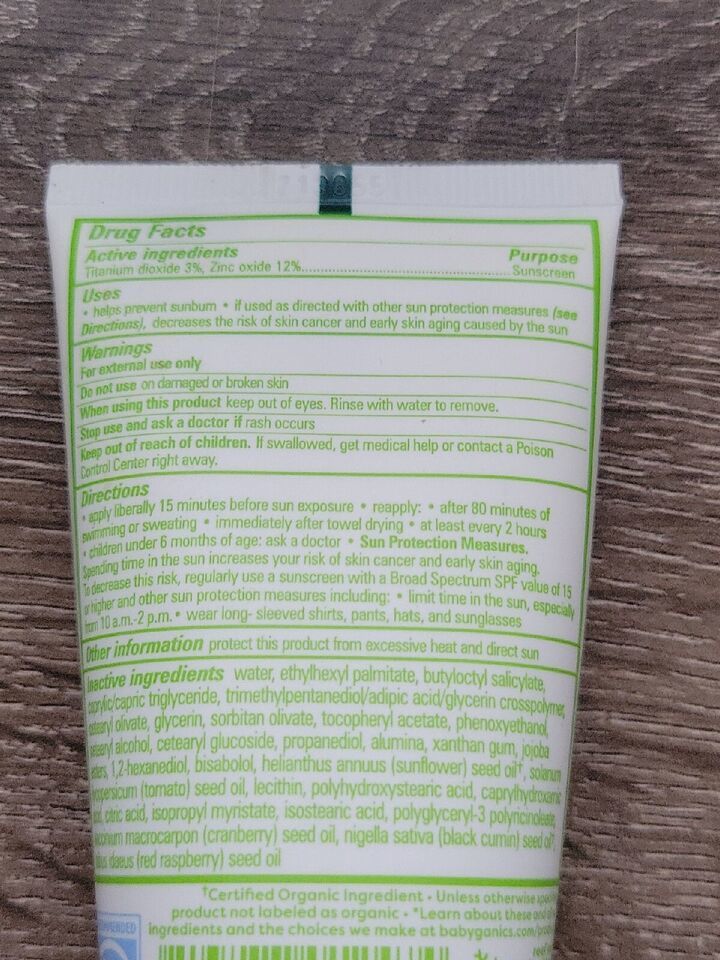 Drug Facts
Active ingredients Purpose
Titanium dioxide 3%, Zinc oxide 12%.......................................................... Sunscreen
Uses
• helps prevent sunburn • if used as directed with other sun protection measures (see
Directions), decreases the risk of skin cancer and early skin aging caused by the sun
Warnings
For external use only
Do not use on damaged or broken skin
When using this product keep out of eyes. Rinse with water to remove.
Stop use and ask a doctor if rash occurs
Keep out of reach of children. If swallowed, get medical help or contact a Poison
Control Center right away.
Directions
• apply liberally 15 minutes before sun exposure • reapply: • after 80 minutes of
swimming or sweating • immediately after towel drying • at least every 2 hours
• children under 6 months of age: ask a doctor • Sun Protection Measures.
Spending time in the sun increases your risk of skin cancer and early skin aging.
To decrease this risk, regularly use a sunscreen with a Broad Spectrum SPF value of 15
or higher and other sun protection measures including: • limit time in the sun, especially
from 10 a.m.-2 p.m. • wear long- sleeved shirts, pants, hats, and sunglasses
Other information protect this product from excessive heat and direct sun
Inactive ingredients water, ethylhexyl palmitate, butyloctyl salicylate,
caprylic/capric triglyceride, trimethylpentanediol/adipic acid/glycerin crosspolymer,
cetearyl olivate, glycerin, sorbitan olivate, tocopheryl acetate, phenoxyethanol,
cetearyl alcohol, cetearyl glucoside, propanediol, alumina, xanthan gum, jojoba
esters, 1,2-hexanediol, bisabolol, helianthus annuus (sunflower) seed oil†, solanum
lycopersicum (tomato) seed oil, lecithin, polyhydroxystearic acid, caprylhydroxamic
acid, citric acid, isopropyl myristate, isostearic acid, polyglyceryl-3 polyricinoleate,
macrocarpon (cranberry) seed oil, nigella sativa (black cumin) seed oil†,
idaeus (red raspberry) seed oil
†Certified Organic Ingredient • Unless otherwise
product not labeled as organic • *Learn about these
ingredients and the choices we make at babyganics.com/